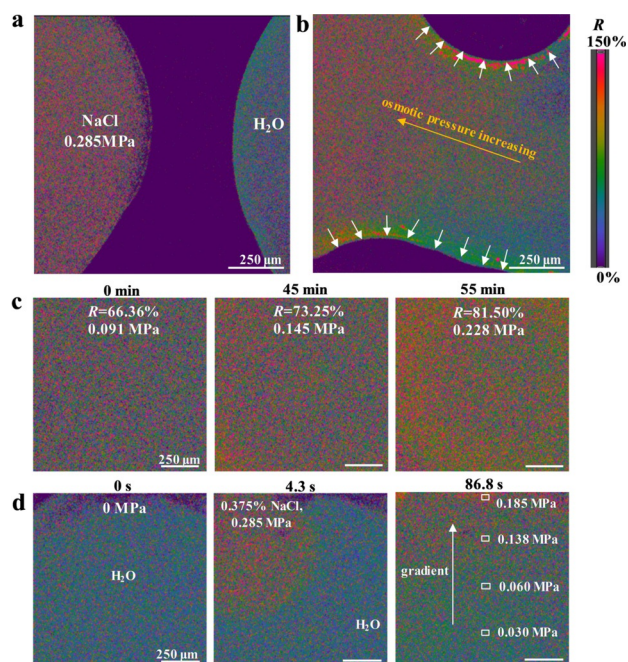 a
NaCl
0.285MPa
H₂O
250 μm
b
osmotic pressure increasing
250 μm
R
150%
0%
c
0 min
R=66.36%
0.091 MPa
250 μm
45 min
R=73.25%
0.145 MPa
55 min
R=81.50%
0.228 MPa
d
0 s
0 MPa
H₂O
250 μm
4.3 s
0.375% NaCl,
0.285 MPa
H₂O
86.8 s
gradient
0.185 MPa
0.138 MPa
0.060 MPa
0.030 MPa